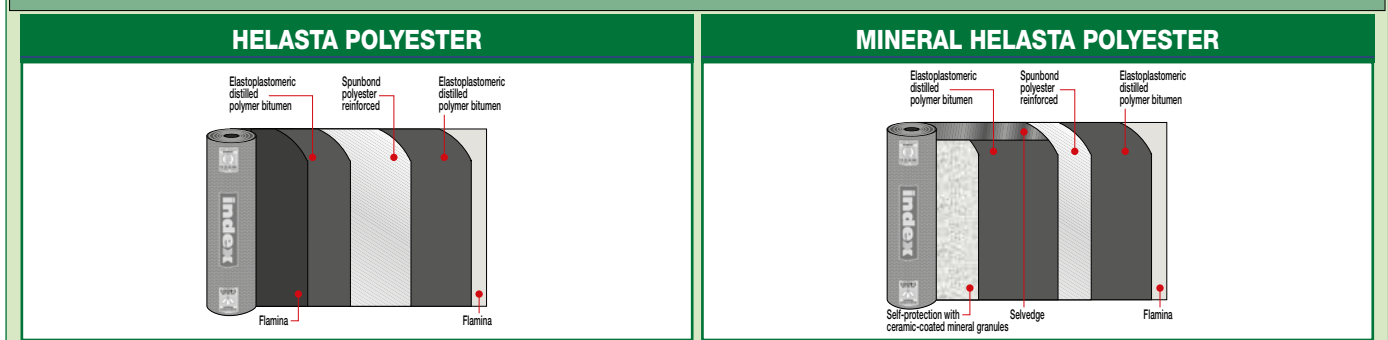 HELASTA POLYESTER
Elastoplastomeric
distilled
polymer bitumen
Spunbond
polyester
reinforced
Elastoplastomeric
distilled
polymer bitumen
index
Flamina
Flamina
MINERAL HELASTA POLYESTER
Elastoplastomeric
distilled
polymer bitumen
Spunbond
polyester
reinforced
Elastoplastomeric
distilled
polymer bitumen
index
Self-protection with
ceramic-coated mineral granules
Selvedge
Flamina